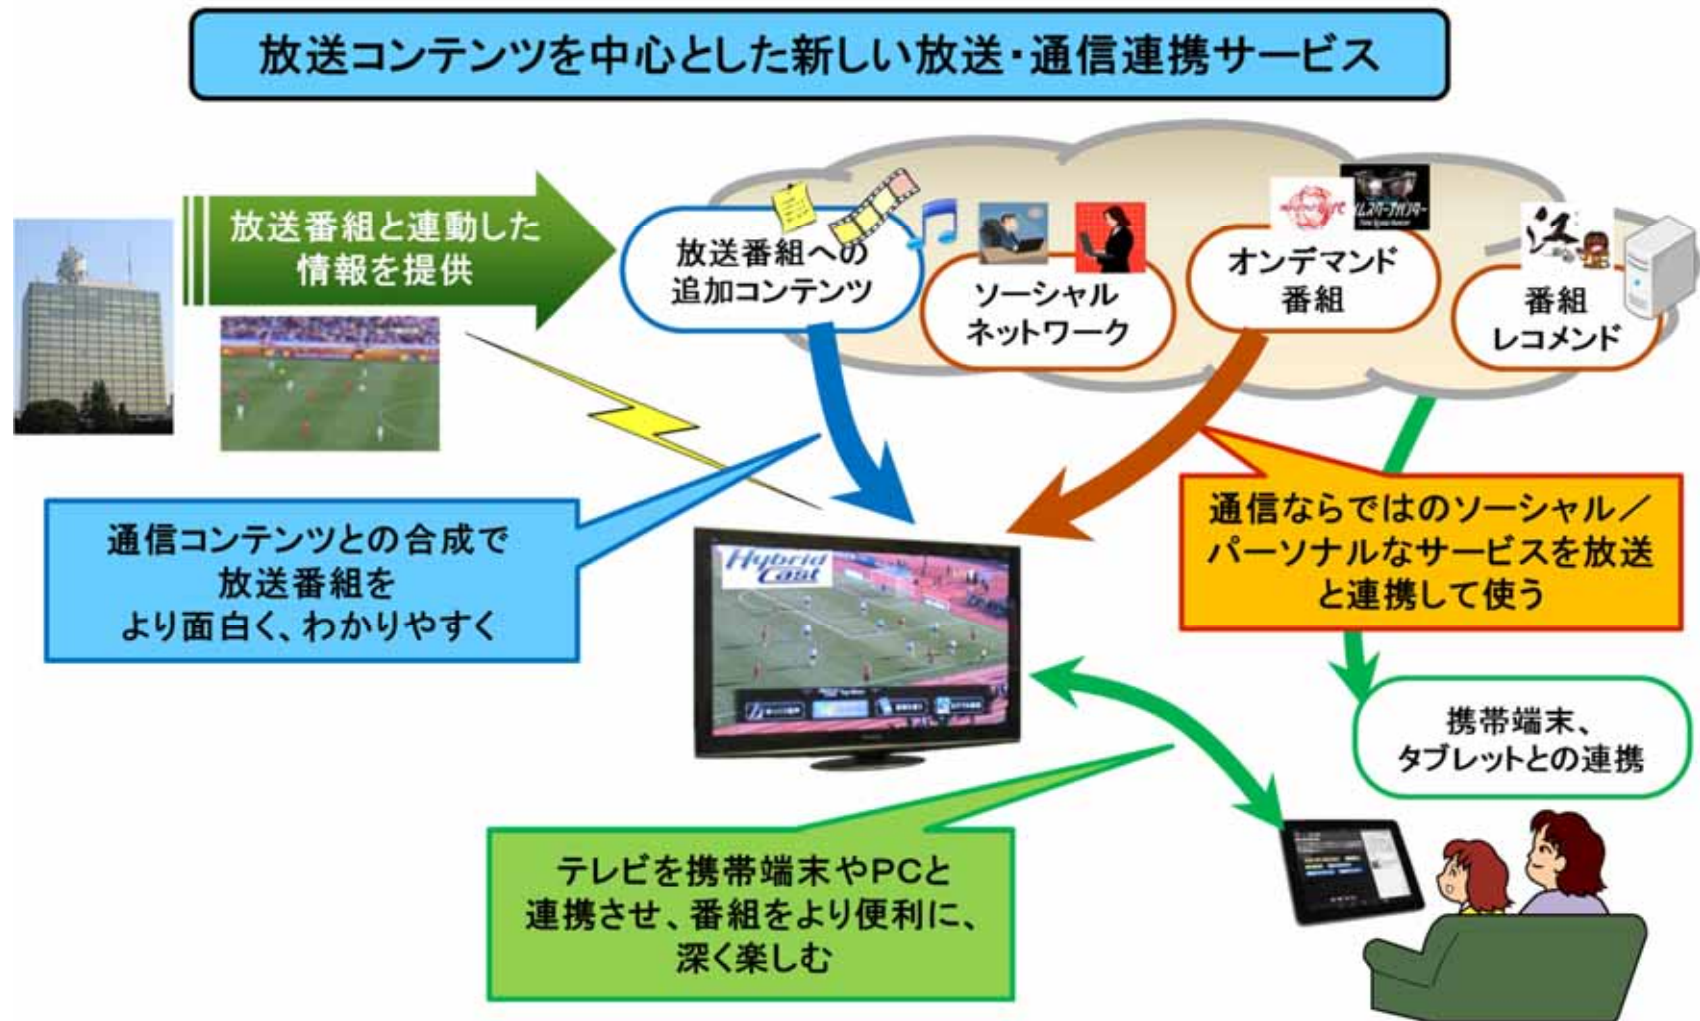 放送コンテンツを中心とした新しい放送・通信連携サービス
放送番組と連動した
情報を提供
放送番組への
追加コンテンツ
ソーシャル
ネットワーク
オンデマンド
番組
番組
レコメンド
通信コンテンツとの合成で
放送番組を
より面白く、わかりやすく
通信ならではのソーシャル／
パーソナルなサービスを放送
と連携して使う
Hybrid
Cast
携帯端末、
タブレットとの連携
テレビを携帯端末やPCと
連携させ、番組をより便利に、
深く楽しむ